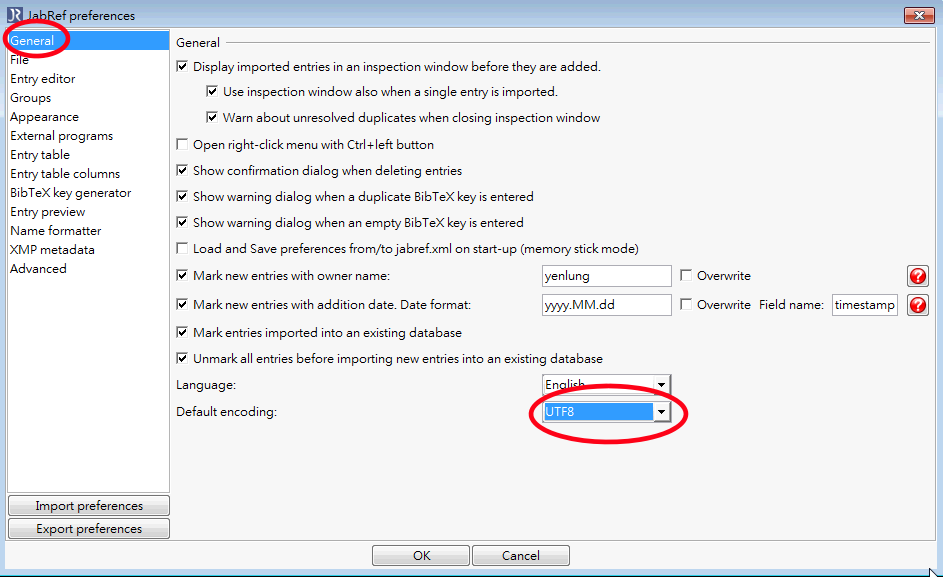 JabRef preferences
General
File
Entry editor
Groups
Appearance
External programs
Entry table
Entry table columns
BibTeX key generator
Entry preview
Name formatter
XMP metadata
Advanced
Import preferences
Export preferences
General
Display imported entries in an inspection window before they are added.
Use inspection window also when a single entry is imported.
Warn about unresolved duplicates when closing inspection window
Open right-click menu with Ctrl+left button
Show confirmation dialog when deleting entries
Show warning dialog when a duplicate BibTeX key is entered
Show warning dialog when an empty BibTeX key is entered
Load and Save preferences from/to jabref.xml on start-up (memory stick mode)
Mark new entries with owner name: yenlung Overwrite
Mark new entries with addition date. Date format: yyyy.MM.dd Overwrite Field name: timestamp
Mark entries imported into an existing database
Unmark all entries before importing new entries into an existing database
Language: English
Default encoding: UTF8
OK Cancel